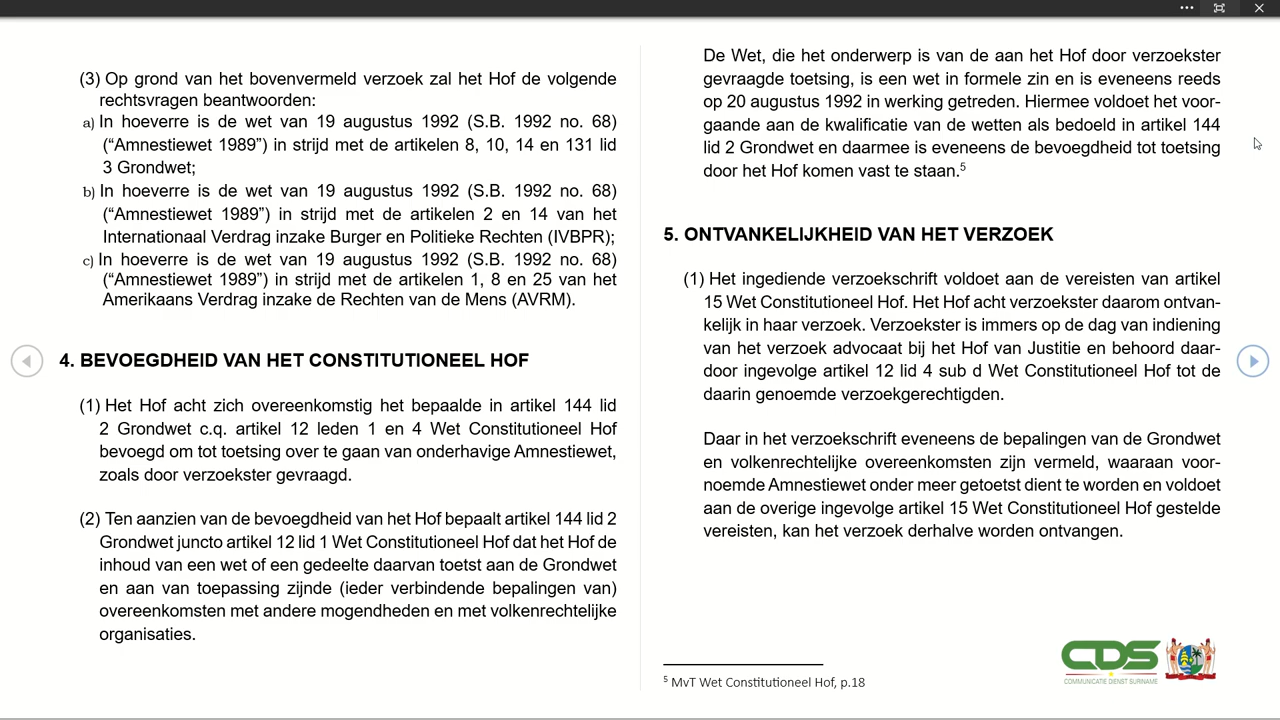 (3) Op grond van het bovenvermeld verzoek zal het Hof de volgende
rechtsvragen beantwoorden:
a) In hoeverre is de wet van 19 augustus 1992 (S.B. 1992 no. 68)
(“Amnestiewet 1989”) in strijd met de artikelen 8, 10, 14 en 131 lid
3 Grondwet;
b) In hoeverre is de wet van 19 augustus 1992 (S.B. 1992 no. 68)
(“Amnestiewet 1989”) in strijd met de artikelen 2 en 14 van het
Internationaal Verdrag inzake Burger en Politieke Rechten (IVBPR);
c) In hoeverre is de wet van 19 augustus 1992 (S.B. 1992 no. 68)
(“Amnestiewet 1989”) in strijd met de artikelen 1, 8 en 25 van het
Amerikaans Verdrag inzake de Rechten van de Mens (AVRM).
4. BEVOEGDHEID VAN HET CONSTITUTIONEEL HOF
(1) Het Hof acht zich overeenkomstig het bepaalde in artikel 144 lid
2 Grondwet c.q. artikel 12 leden 1 en 4 Wet Constitutioneel Hof
bevoegd om tot toetsing over te gaan van onderhavige Amnestiewet,
zoals door verzoekster gevraagd.
(2) Ten aanzien van de bevoegdheid van het Hof bepaalt artikel 144 lid 2
Grondwet juncto artikel 12 lid 1 Wet Constitutioneel Hof dat het Hof de
inhoud van een wet of een gedeelte daarvan toetst aan de Grondwet
en aan van toepassing zijnde (ieder verbindende bepalingen van)
overeenkomsten met andere mogendheden en met volkenrechtelijke
organisaties.
De Wet, die het onderwerp is van de aan het Hof door verzoekster
gevraagde toetsing, is een wet in formele zin en is eveneens reeds
op 20 augustus 1992 in werking getreden. Hiermee voldoet het voor-
gaande aan de kwalificatie van de wetten als bedoeld in artikel 144
lid 2 Grondwet en daarmee is eveneens de bevoegdheid tot toetsing
door het Hof komen vast te staan.5
5. ONTVANKELIJKHEID VAN HET VERZOEK
(1) Het ingediende verzoekschrift voldoet aan de vereisten van artikel
15 Wet Constitutioneel Hof. Het Hof acht verzoekster daarom ontvan-
kelijk in haar verzoek. Verzoekster is immers op de dag van indiening
van het verzoek advocaat bij het Hof van Justitie en behoord daar-
door ingevolge artikel 12 lid 4 sub d Wet Constitutioneel Hof tot de
daarin genoemde verzoekgerechtigden.
Daar in het verzoekschrift eveneens de bepalingen van de Grondwet
en volkenrechtelijke overeenkomsten zijn vermeld, waaraan voor-
noemde Amnestiewet onder meer getoetst dient te worden en voldoet
aan de overige ingevolge artikel 15 Wet Constitutioneel Hof gestelde
vereisten, kan het verzoek derhalve worden ontvangen.
5 MvT Wet Constitutioneel Hof, p.18
CDS
COMMUNICATIE DIENST SURINAME